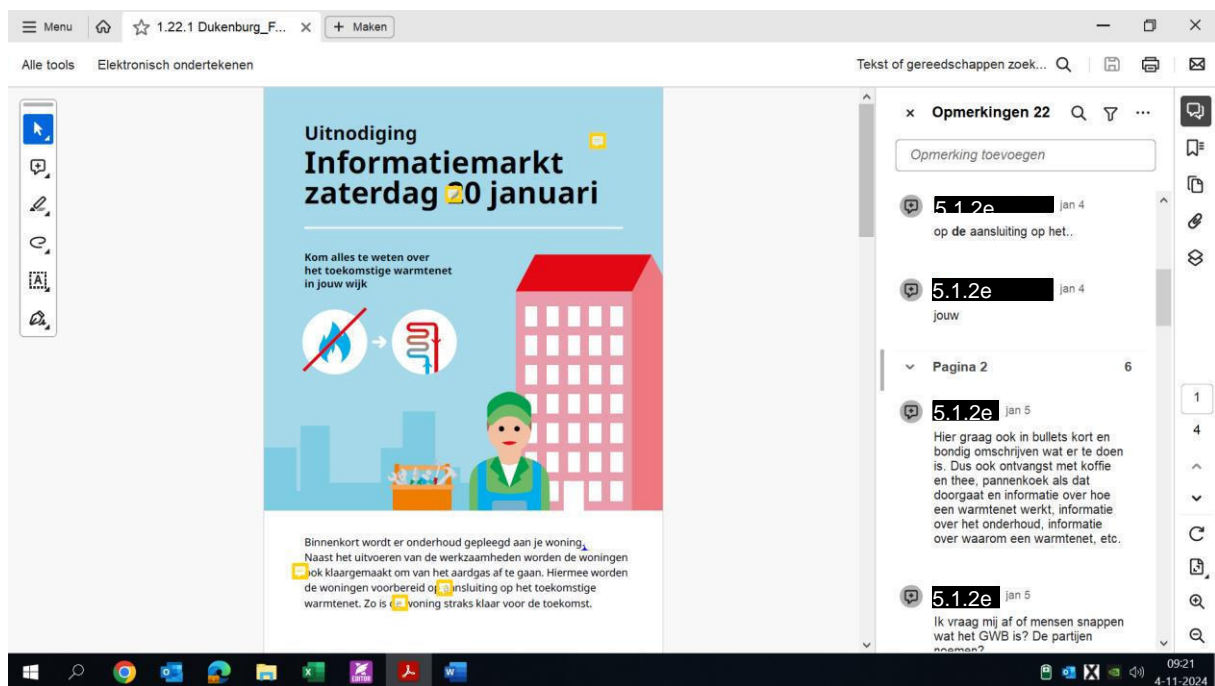 Menu
1.22.1 Dukenburg_F...
Maken
Alle tools
Elektronisch ondertekenen
Tekst of gereedschappen zoek...
Uitnodiging
Informatiemarkt
zaterdag 20 januari
Kom alles te weten over
het toekomstige warmtenet
in jouw wijk
Binnenkort wordt er onderhoud gepleegd aan je woning.
Naast het uitvoeren van de werkzaamheden worden de woningen
ook klaargemaakt om van het aardgas af te gaan. Hiermee worden
de woningen voorbereid op aansluiting op het toekomstige
warmtenet. Zo is woning straks klaar voor de toekomst.
Opmerkingen 22
Opmerking toevoegen
5.1.2e jan 4
op de aansluiting op het..
5.1.2e jan 4
jouw
Pagina 2 6
5.1.2e jan 5
Hier graag ook in bullets kort en
bondig omschrijven wat er te doen
is. Dus ook ontvangst met koffie
en thee, pannenkoek als dat
doorgaat en informatie over hoe
een warmtenet werkt, informatie
over het onderhoud, informatie
over waarom een warmtenet, etc.
5.1.2e jan 5
Ik vraag mij af of mensen snappen
wat het GWB is? De partijen
noemen?
1
4
EDITOR
09:21
4-11-2024